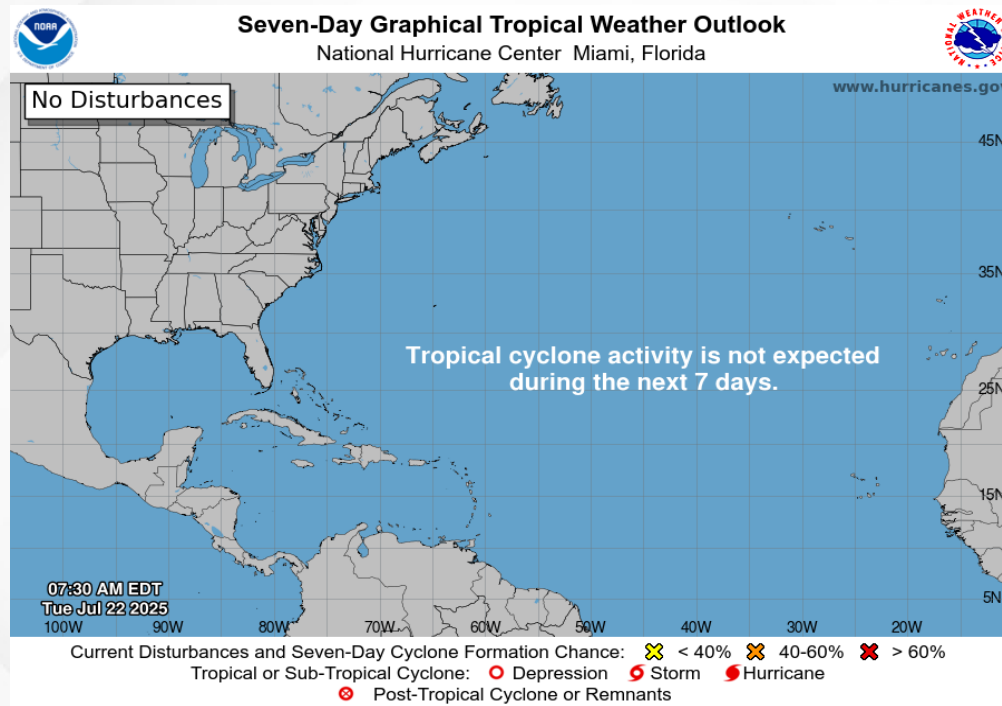 Seven-Day Graphical Tropical Weather Outlook
National Hurricane Center Miami, Florida
NOAA
No Disturbances
www.hurricanes.gov
45N
35N
Tropical cyclone activity is not expected
during the next 7 days.
25N
15N
07:30 AM EDT
Tue Jul 22 2025
5N
100W 90W 80W 70W 60W 50W 40W 30W 20W
Current Disturbances and Seven-Day Cyclone Formation Chance: < 40% 40-60% > 60%
Tropical or Sub-Tropical Cyclone: Depression Storm Hurricane
Post-Tropical Cyclone or Remnants